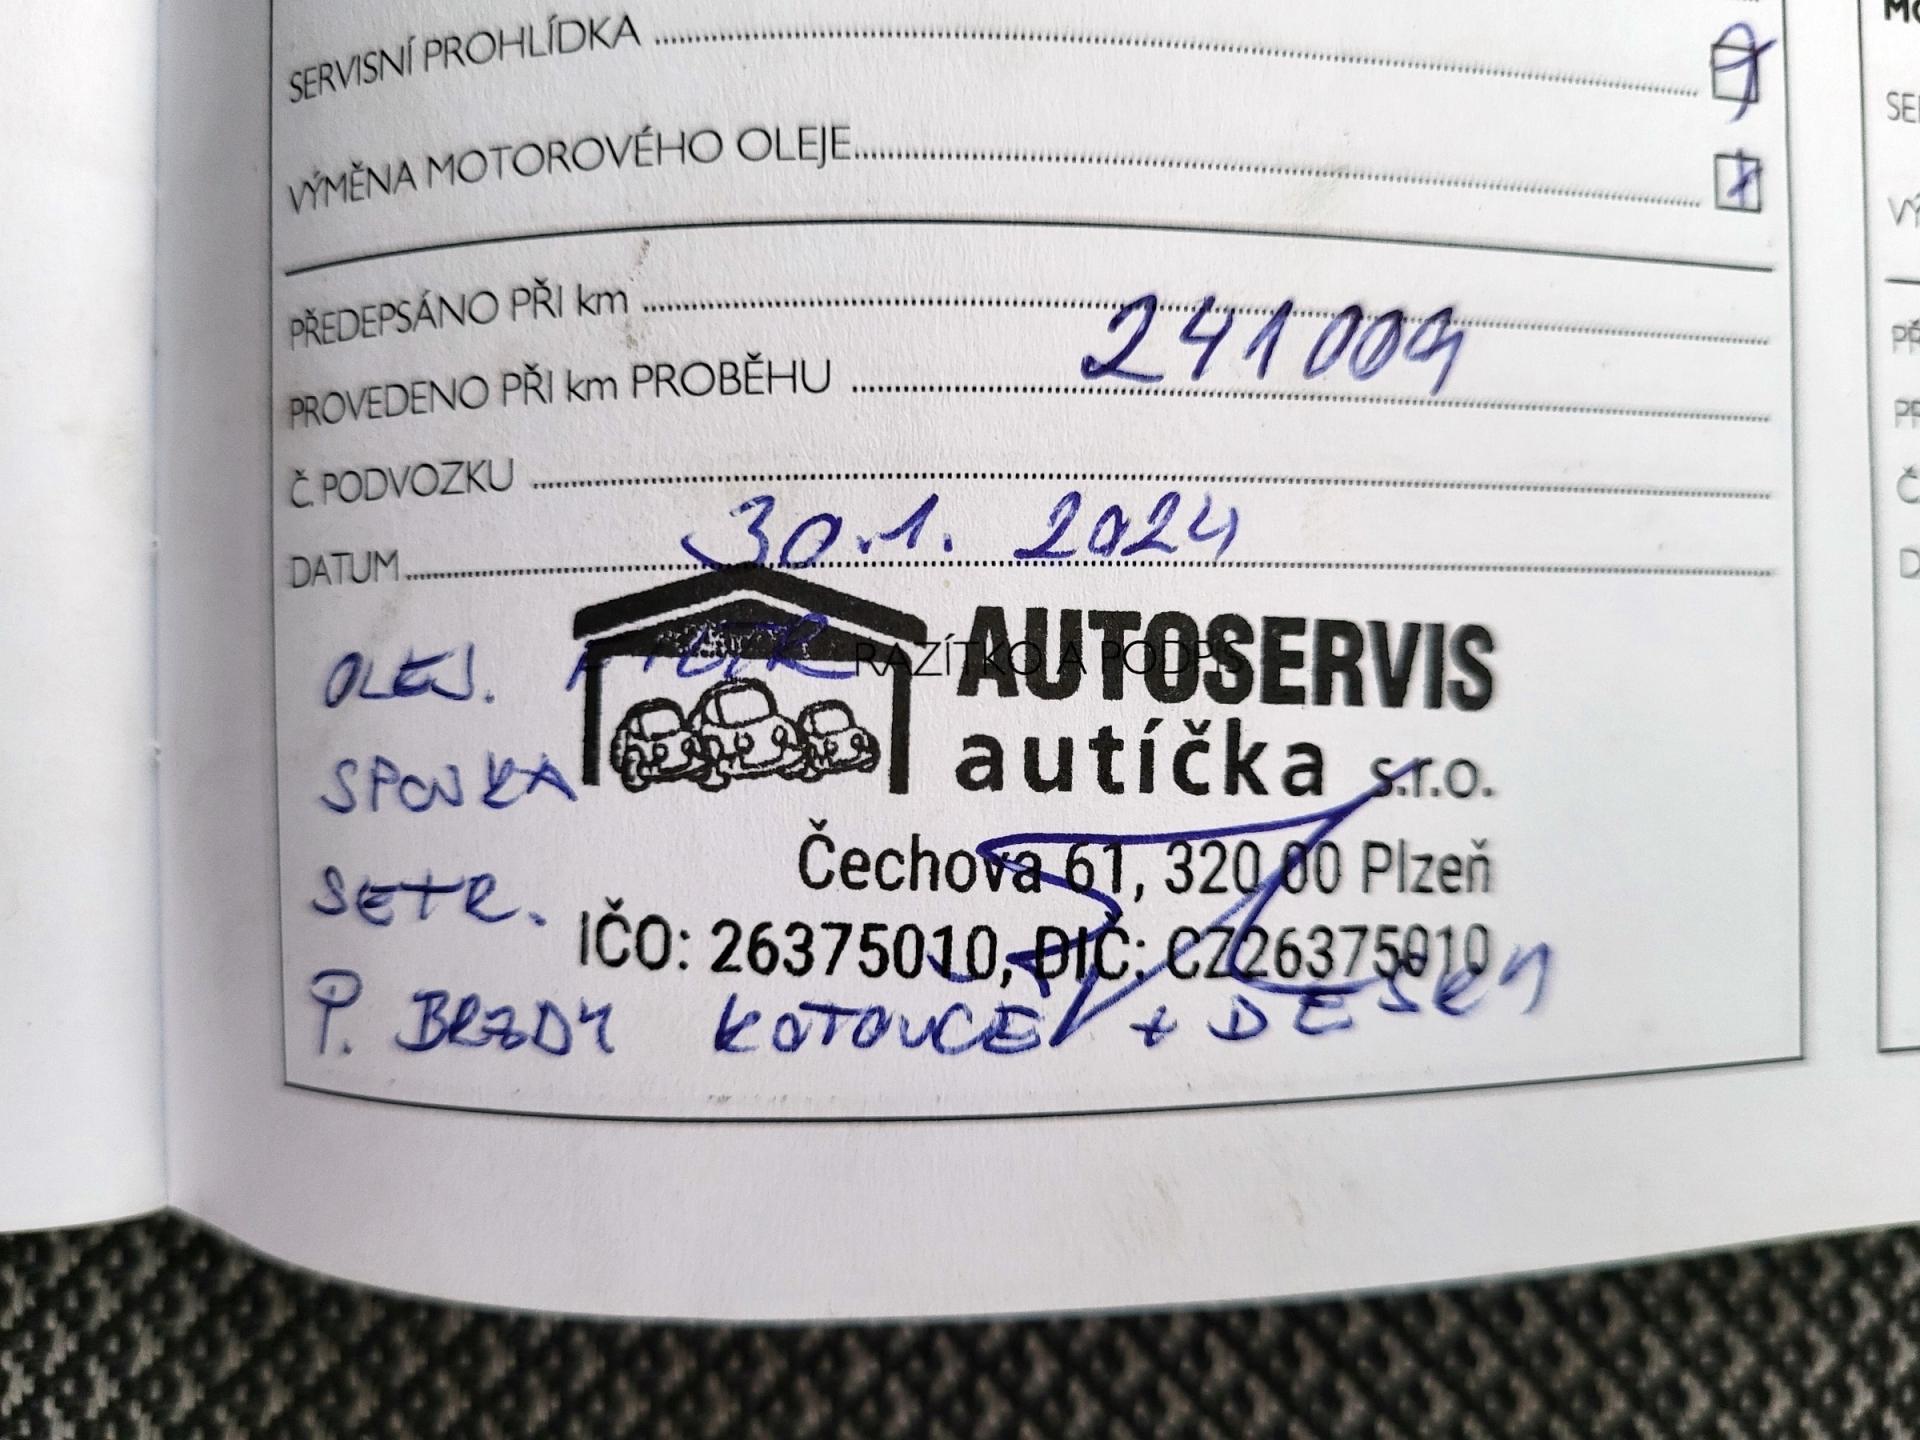 SERVISNÍ PROHLÍDKA
VÝMĚNA MOTOROVÉHO OLEJE
PŘEDEPSÁNO PŘI km
PROVEDENO PŘI km PROBĚHU 241009
Č. PODVOZKU
DATUM 30.1. 2024
RAZÍTKO A PODPIS
OLEJ. FILTR
AUTOSERVIS
autíčka s.r.o.
SPOJKA
Čechova 61, 320 00 Plzeň
SETR.
IČO: 26375010, DIČ: CZ26375010
P. BRZDY KOTOUCE + DESKY